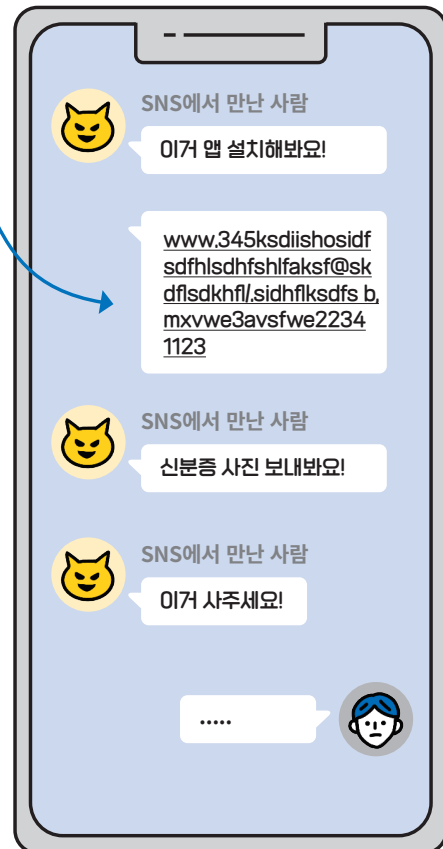 SNS에서 만난 사람
이거 앱 설치해봐요!
www.345ksdiishosidf
sdfhlsdhfshlfaksf@sk
dflsdkhfl/.sidhflksdfs b,
mxvwe3avsfwe2234
1123
SNS에서 만난 사람
신분증 사진 보내봐요!
SNS에서 만난 사람
이거 사주세요!
.....